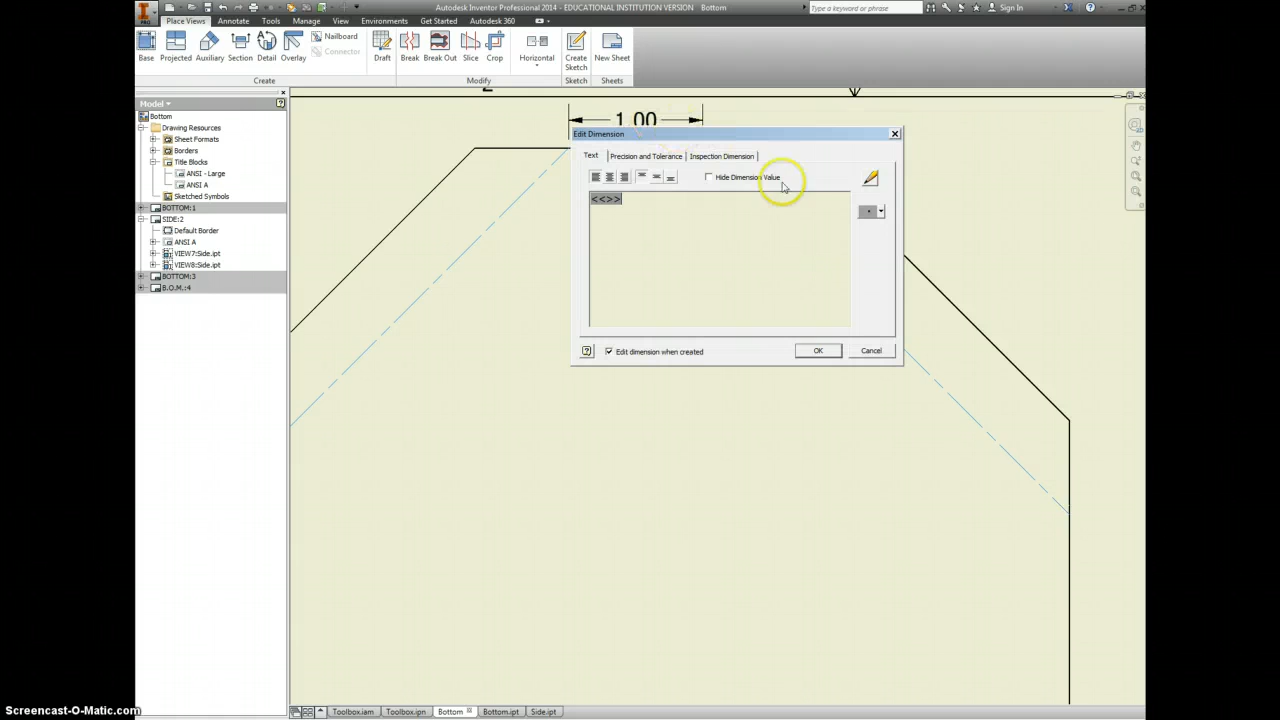 Autodesk Inventor Professional 2014 - EDUCATIONAL INSTITUTION VERSION Bottom
Type a keyword or phrase
Sign In
Place Views Annotate Tools Manage View Environments Get Started Autodesk 360
Base Projected Auxiliary Section Detail Overlay
Nailboard
Connector
Draft Break Break Out Slice Crop Horizontal
Create Sketch
New Sheet
Create Modify Sketch Sheets
Model
Bottom
Drawing Resources
Sheet Formats
Borders
Title Blocks
ANSI - Large
ANSI A
Sketched Symbols
BOTTOM:1
SIDE:2
Default Border
ANSI A
VIEW7:Side.ipt
VIEW8:Side.ipt
BOTTOM:3
B.O.M.:4
1.00
Edit Dimension
Text Precision and Tolerance Inspection Dimension
Hide Dimension Value
<<>>
Edit dimension when created
OK Cancel
Toolbox.iam Toolbox.ipn Bottom Bottom.ipt Side.ipt
Screencast-O-Matic.com